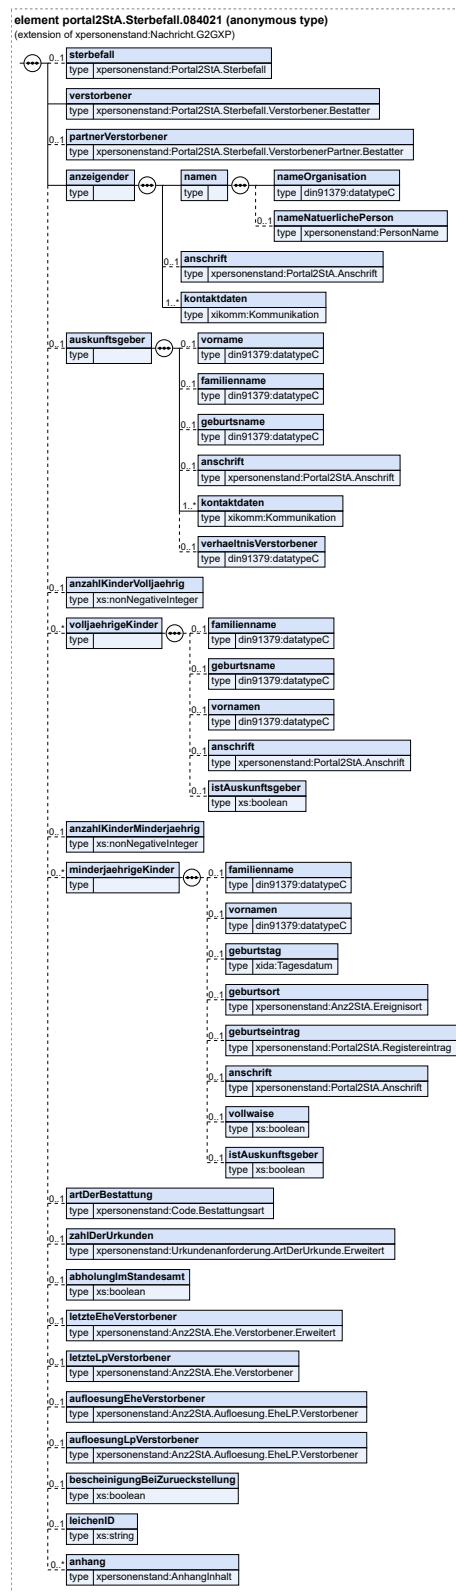 element portal2StA.Sterbefall.084021 (anonymous type)
(extension of xpersonenstand:Nachricht.G2GXP)
0..1 sterbefall
type xpersonenstand:Portal2StA.Sterbefall
verstorbener
type xpersonenstand:Portal2StA.Sterbefall.Verstorbener.Bestatter
0..1 partnerVerstorbener
type xpersonenstand:Portal2StA.Sterbefall.VerstorbenerPartner.Bestatter
anzeigender
type
namen
type
nameOrganisation
type din91379:datatypeC
0..1 nameNatuerlichePerson
type xpersonenstand:PersonName
0..1 anschrift
type xpersonenstand:Portal2StA.Anschrift
1..* kontaktdaten
type xikomm:Kommunikation
0..1 auskunftsgeber
type
0..1 vorname
type din91379:datatypeC
0..1 familienname
type din91379:datatypeC
0..1 geburtsname
type din91379:datatypeC
0..1 anschrift
type xpersonenstand:Portal2StA.Anschrift
1..* kontaktdaten
type xikomm:Kommunikation
0..1 verhaeltnisVerstorbener
type din91379:datatypeC
0..1 anzahlKinderVolljaehrig
type xs:nonNegativeInteger
0..* volljaehrigeKinder
type
0..1 familienname
type din91379:datatypeC
0..1 geburtsname
type din91379:datatypeC
0..1 vornamen
type din91379:datatypeC
0..1 anschrift
type xpersonenstand:Portal2StA.Anschrift
0..1 istAuskunftsgeber
type xs:boolean
0..1 anzahlKinderMinderjaehrig
type xs:nonNegativeInteger
0..* minderjaehrigeKinder
type
0..1 familienname
type din91379:datatypeC
0..1 vornamen
type din91379:datatypeC
0..1 geburtstag
type xida:Tagesdatum
0..1 geburtsort
type xpersonenstand:Anz2StA.Ereignisort
0..1 geburtseintrag
type xpersonenstand:Portal2StA.Registereintrag
0..1 anschrift
type xpersonenstand:Portal2StA.Anschrift
0..1 vollwaise
type xs:boolean
0..1 istAuskunftsgeber
type xs:boolean
0..1 artDerBestattung
type xpersonenstand:Code.Bestattungsart
0..1 zahlDerUrkunden
type xpersonenstand:Urkundenanforderung.ArtDerUrkunde.Erweitert
0..1 abholungImStandesamt
type xs:boolean
0..1 letzteEheVerstorbener
type xpersonenstand:Anz2StA.Ehe.Verstorbener.Erweitert
0..1 letzteLpVerstorbener
type xpersonenstand:Anz2StA.Ehe.Verstorbener
0..1 aufloesungEheVerstorbener
type xpersonenstand:Anz2StA.Aufloesung.EheLP.Verstorbener
0..1 aufloesungLpVerstorbener
type xpersonenstand:Anz2StA.Aufloesung.EheLP.Verstorbener
0..1 bescheinigungBeiZurueckstellung
type xs:boolean
0..1 leichenID
type xs:string
0..* anhang
type xpersonenstand:AnhangInhalt